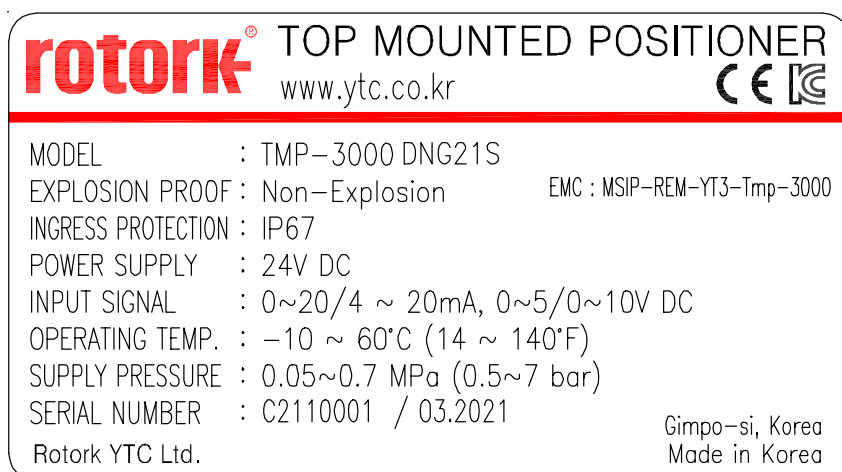 rotork® TOP MOUNTED POSITIONER
www.ytc.co.kr
MODEL : TMP-3000 DNG21S
EXPLOSION PROOF : Non-Explosion EMC : MSIP-REM-YT3-Tmp-3000
INGRESS PROTECTION : IP67
POWER SUPPLY : 24V DC
INPUT SIGNAL : 0~20/4 ~ 20mA, 0~5/0~10V DC
OPERATING TEMP. : -10 ~ 60°C (14 ~ 140°F)
SUPPLY PRESSURE : 0.05~0.7 MPa (0.5~7 bar)
SERIAL NUMBER : C2110001 / 03.2021
Gimpo-si, Korea
Rotork YTC Ltd. Made in Korea